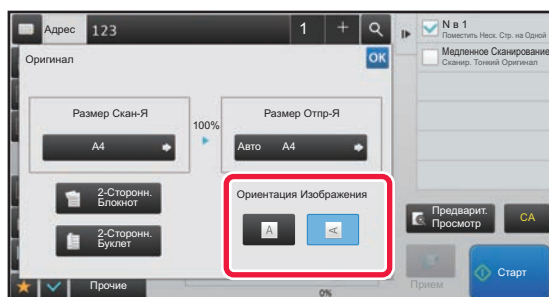 Адрес 123 1 +
Оригинал OK
Размер Скан-Я
A4
100%
Размер Отпр-Я
Авто A4
2-Сторонн.
Блокнот
2-Сторонн.
Буклет
Ориентация Изображения
A A
Прочие
0%
N в 1
Поместить Неск. Стр. на Одной
Медленное Сканирование
Сканир. Тонкий Оригинал
Предварит.
Просмотр
CA
Прием
Старт